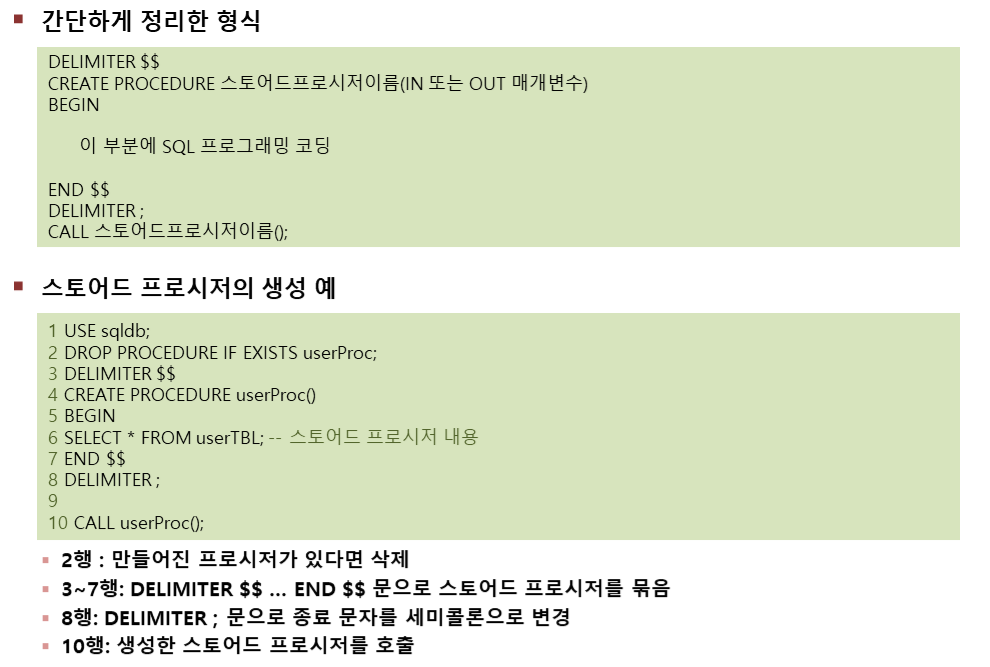 간단하게 정리한 형식
DELIMITER $$
CREATE PROCEDURE 스토어드프로시저이름(IN 또는 OUT 매개변수)
BEGIN
이 부분에 SQL 프로그래밍 코딩
END $$
DELIMITER ;
CALL 스토어드프로시저이름();
스토어드 프로시저의 생성 예
1 USE sqldb;
2 DROP PROCEDURE IF EXISTS userProc;
3 DELIMITER $$
4 CREATE PROCEDURE userProc()
5 BEGIN
6 SELECT * FROM userTBL; -- 스토어드 프로시저 내용
7 END $$
8 DELIMITER ;
9
10 CALL userProc();
2행 : 만들어진 프로시저가 있다면 삭제
3~7행: DELIMITER $$ … END $$ 문으로 스토어드 프로시저를 묶음
8행: DELIMITER ; 문으로 종료 문자를 세미콜론으로 변경
10행: 생성한 스토어드 프로시저를 호출